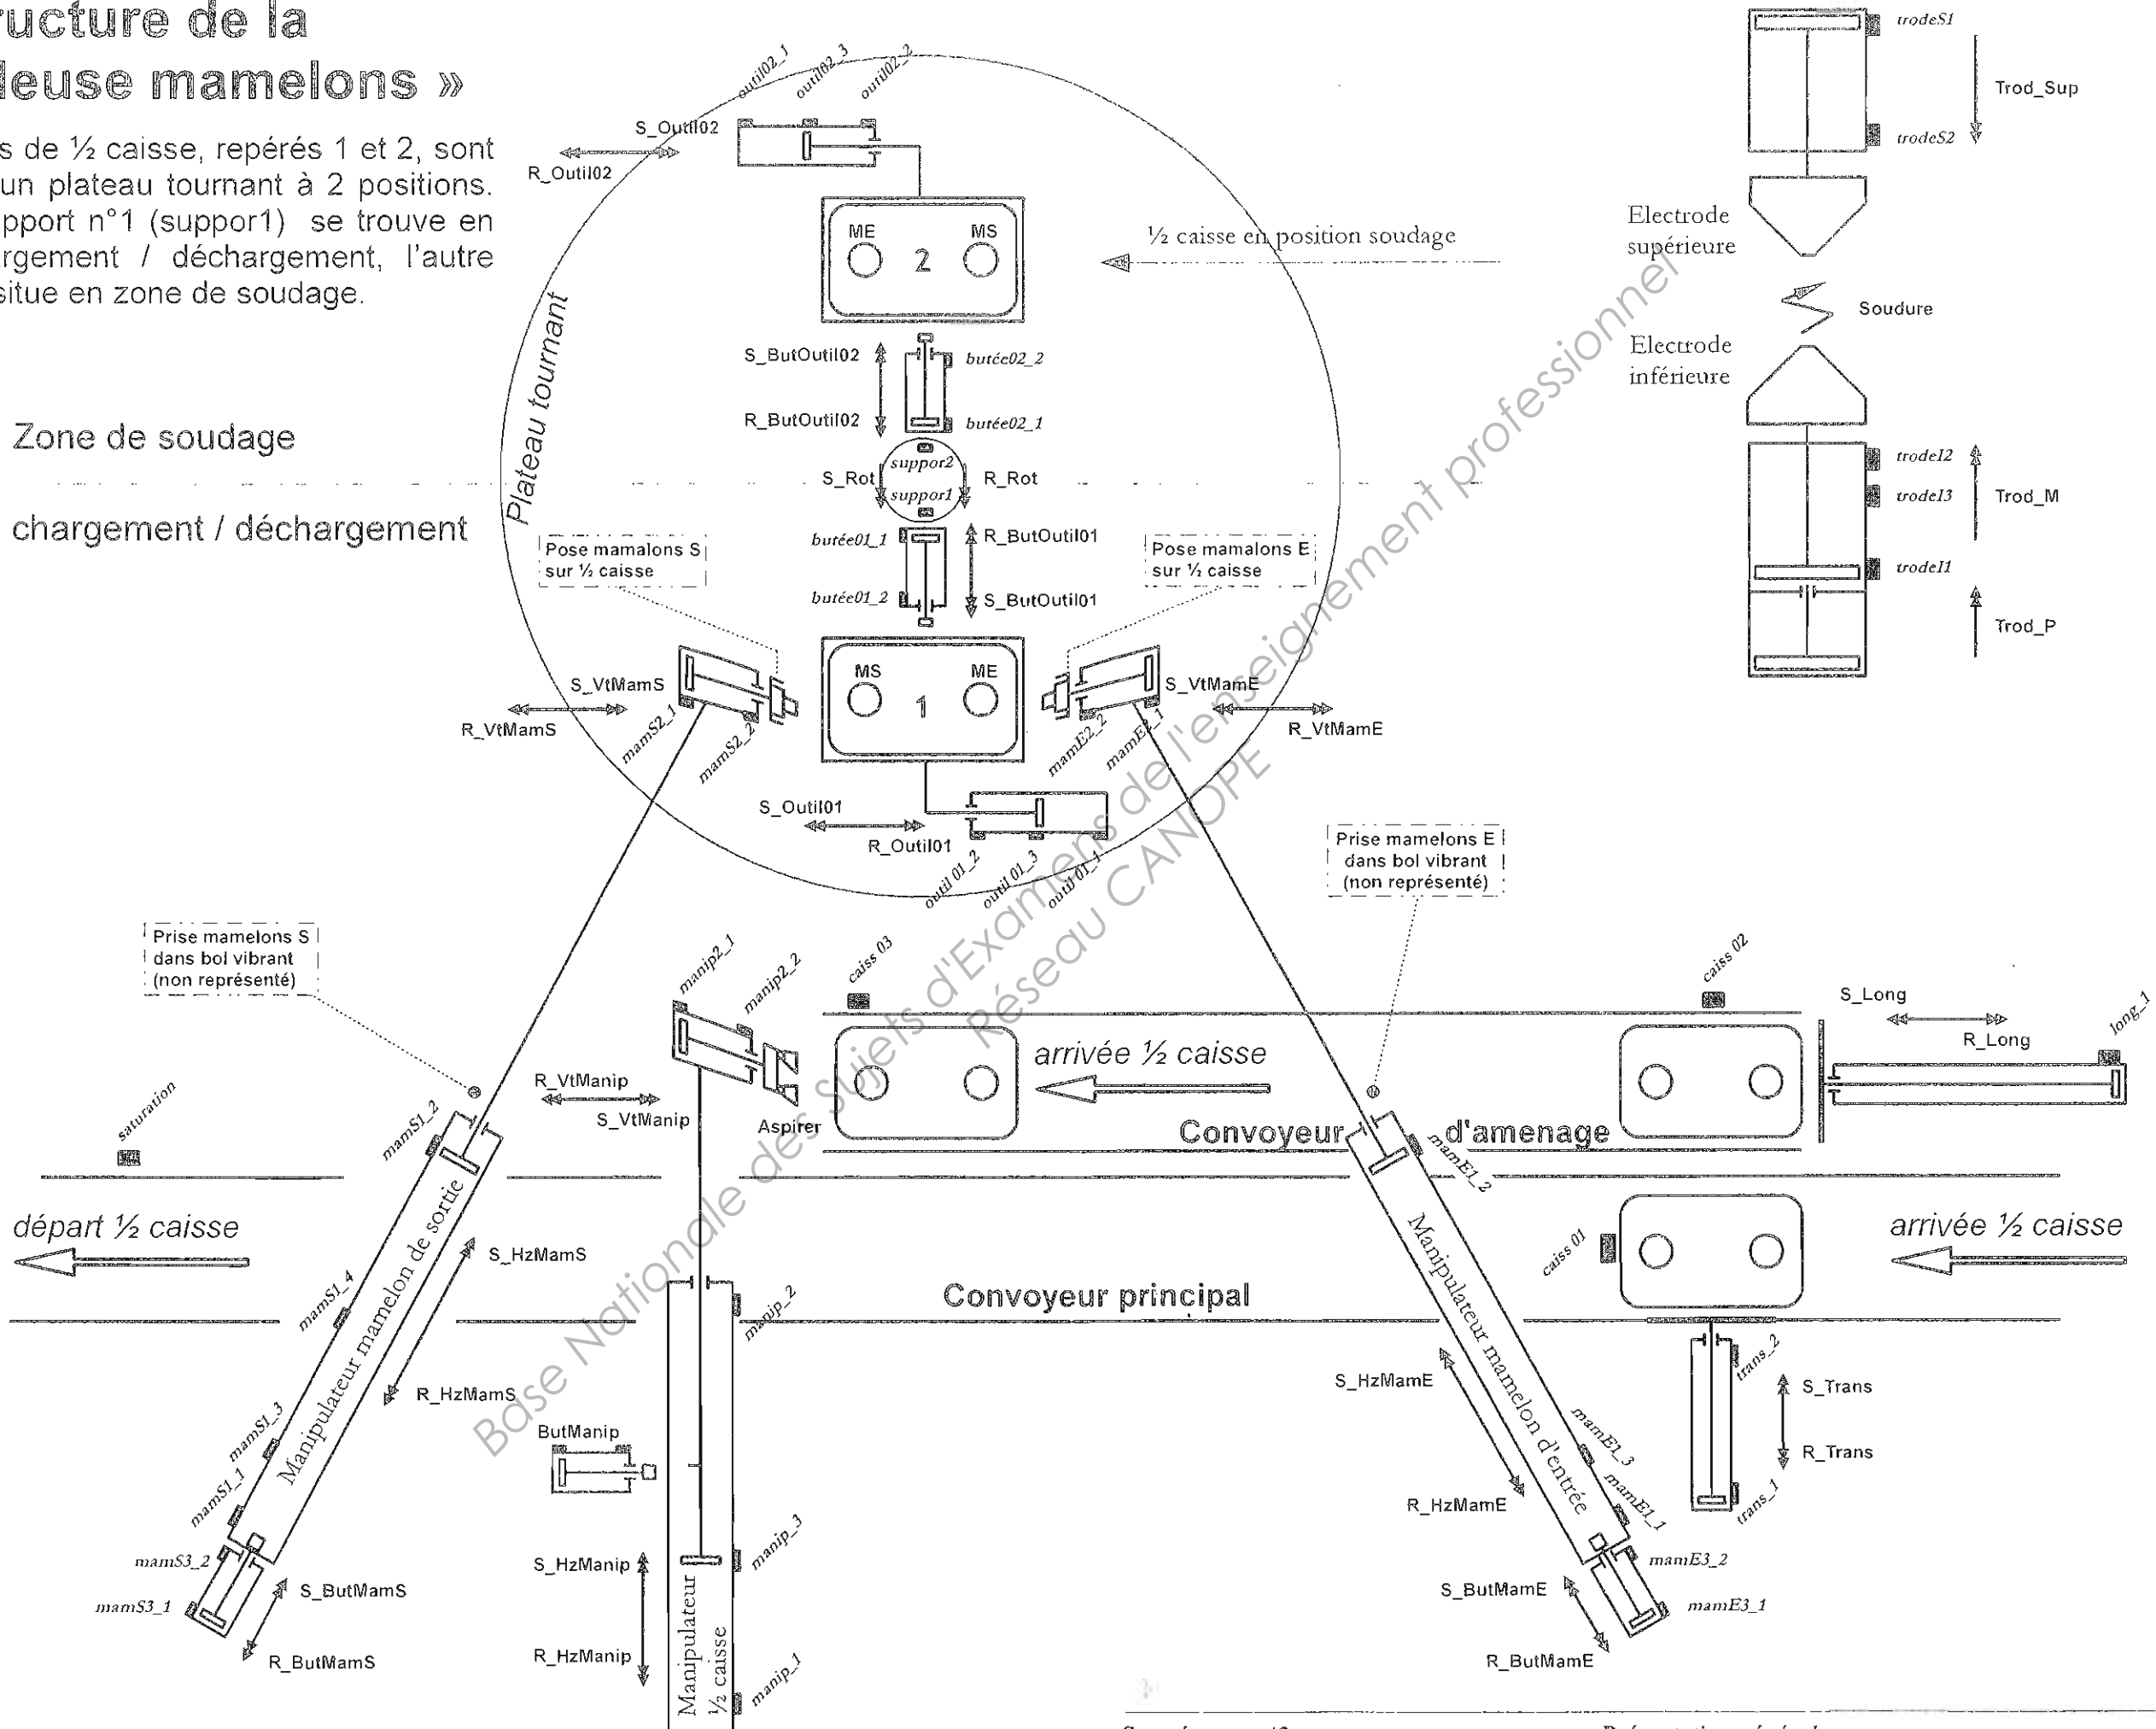 ucture de la
leuse mamelons »
s de ½ caisse, repérés 1 et 2, sont
un plateau tournant à 2 positions.
pport n°1 (suppor1) se trouve en
rgement / déchargement, l'autre
situe en zone de soudage.
Zone de soudage
chargement / déchargement
Plateau tournant
outil02_1
outil02_3
outil02_2
S_Outil02
R_Outil02
ME
MS
2
½ caisse en position soudage
S_ButOutil02
R_ButOutil02
butée02_2
butée02_1
suppor2
suppor1
S_Rot
R_Rot
butée01_1
butée01_2
R_ButOutil01
S_ButOutil01
Pose mamalons S
sur ½ caisse
Pose mamalons E
sur ½ caisse
MS
ME
1
S_VtMamS
R_VtMamS
mamS2_1
mamS2_2
S_VtMamE
R_VtMamE
mamE2_2
mamE2_1
S_Outil01
R_Outil01
outil 01_2
outil 01_3
outil 01_1
trodeS1
trodeS2
Trod_Sup
Electrode
supérieure
Soudure
Electrode
inférieure
trodeI2
trodeI3
trodeI1
Trod_M
Trod_P
Prise mamelons S
dans bol vibrant
(non représenté)
Prise mamelons E
dans bol vibrant
(non représenté)
manip2_1
manip2_2
caiss 03
caiss 02
S_Long
R_Long
long_1
arrivée ½ caisse
R_VtManip
S_VtManip
Aspirer
Convoyeur d'amenage
saturation
départ ½ caisse
mamS1_2
mamS1_4
mamS1_3
mamS1_1
Manipulateur mamelon de sortie
S_HzMamS
R_HzMamS
mamS3_2
mamS3_1
S_ButMamS
R_ButMamS
Convoyeur principal
manip_2
manip_3
manip_1
ButManip
S_HzManip
R_HzManip
Manipulateur
½ caisse
mamE1_2
mamE1_3
mamE1_1
Manipulateur mamelon d'entrée
S_HzMamE
R_HzMamE
mamE3_2
mamE3_1
S_ButMamE
R_ButMamE
caiss 01
arrivée ½ caisse
trans_2
trans_1
S_Trans
R_Trans
Base Nationale des Sujets d'Examens de l'enseignement professionnel
Réseau CANOPE